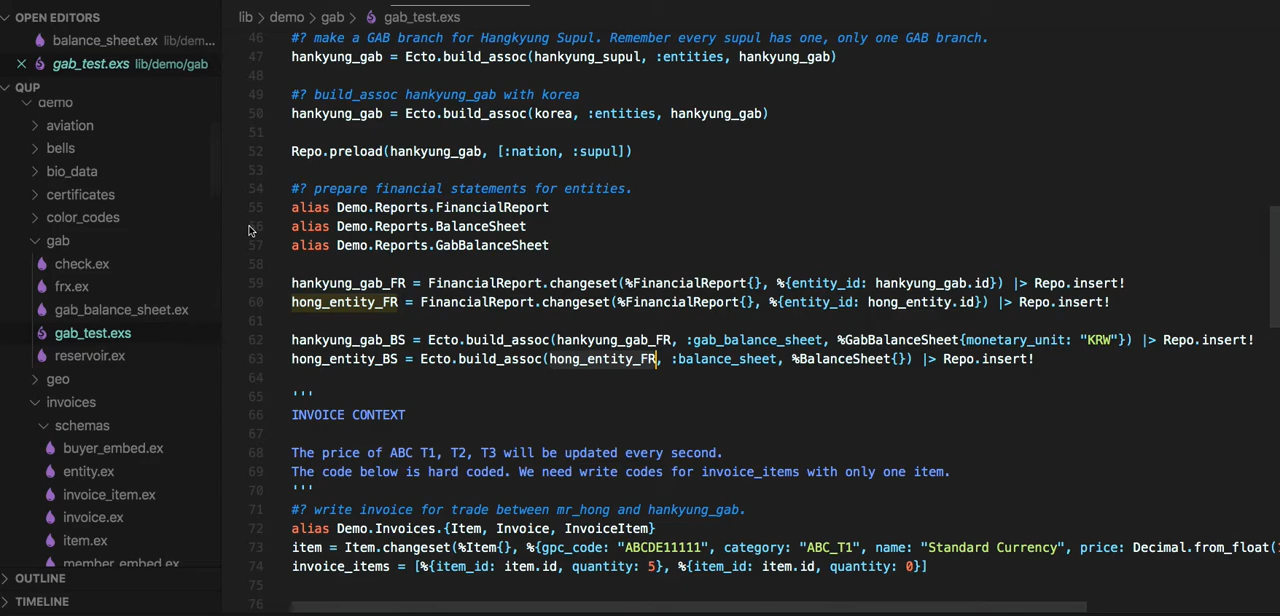 OPEN EDITORS
balance_sheet.ex lib/dem...
gab_test.exs lib/demo/gab
QUP
demo
aviation
bells
bio_data
certificates
color_codes
gab
check.ex
frx.ex
gab_balance_sheet.ex
gab_test.exs
reservoir.ex
geo
invoices
schemas
buyer_embed.ex
entity.ex
invoice_item.ex
invoice.ex
item.ex
member_embed.ex
OUTLINE
TIMELINE
lib > demo > gab > gab_test.exs
46 #? make a GAB branch for Hangkyung Supul. Remember every supul has one, only one GAB branch.
47 hankyung_gab = Ecto.build_assoc(hankyung_supul, :entities, hankyung_gab)
48
49 #? build_assoc hankyung_gab with korea
50 hankyung_gab = Ecto.build_assoc(korea, :entities, hankyung_gab)
51
52 Repo.preload(hankyung_gab, [:nation, :supul])
53
54 #? prepare financial statements for entities.
55 alias Demo.Reports.FinancialReport
56 alias Demo.Reports.BalanceSheet
57 alias Demo.Reports.GabBalanceSheet
58
59 hankyung_gab_FR = FinancialReport.changeset(%FinancialReport{}, %{entity_id: hankyung_gab.id}) |> Repo.insert!
60 hong_entity_FR = FinancialReport.changeset(%FinancialReport{}, %{entity_id: hong_entity.id}) |> Repo.insert!
61
62 hankyung_gab_BS = Ecto.build_assoc(hankyung_gab_FR, :gab_balance_sheet, %GabBalanceSheet{monetary_unit: "KRW"}) |> Repo.insert!
63 hong_entity_BS = Ecto.build_assoc(hong_entity_FR, :balance_sheet, %BalanceSheet{}) |> Repo.insert!
64
65 '''
66 INVOICE CONTEXT
67
68 The price of ABC T1, T2, T3 will be updated every second.
69 The code below is hard coded. We need write codes for invoice_items with only one item.
70 '''
71 #? write invoice for trade between mr_hong and hankyung_gab.
72 alias Demo.Invoices.{Item, Invoice, InvoiceItem}
73 item = Item.changeset(%Item{}, %{gpc_code: "ABCDE11111", category: "ABC_T1", name: "Standard Currency", price: Decimal.from_float(
74 invoice_items = [%{item_id: item.id, quantity: 5}, %{item_id: item.id, quantity: 0}]
75
76